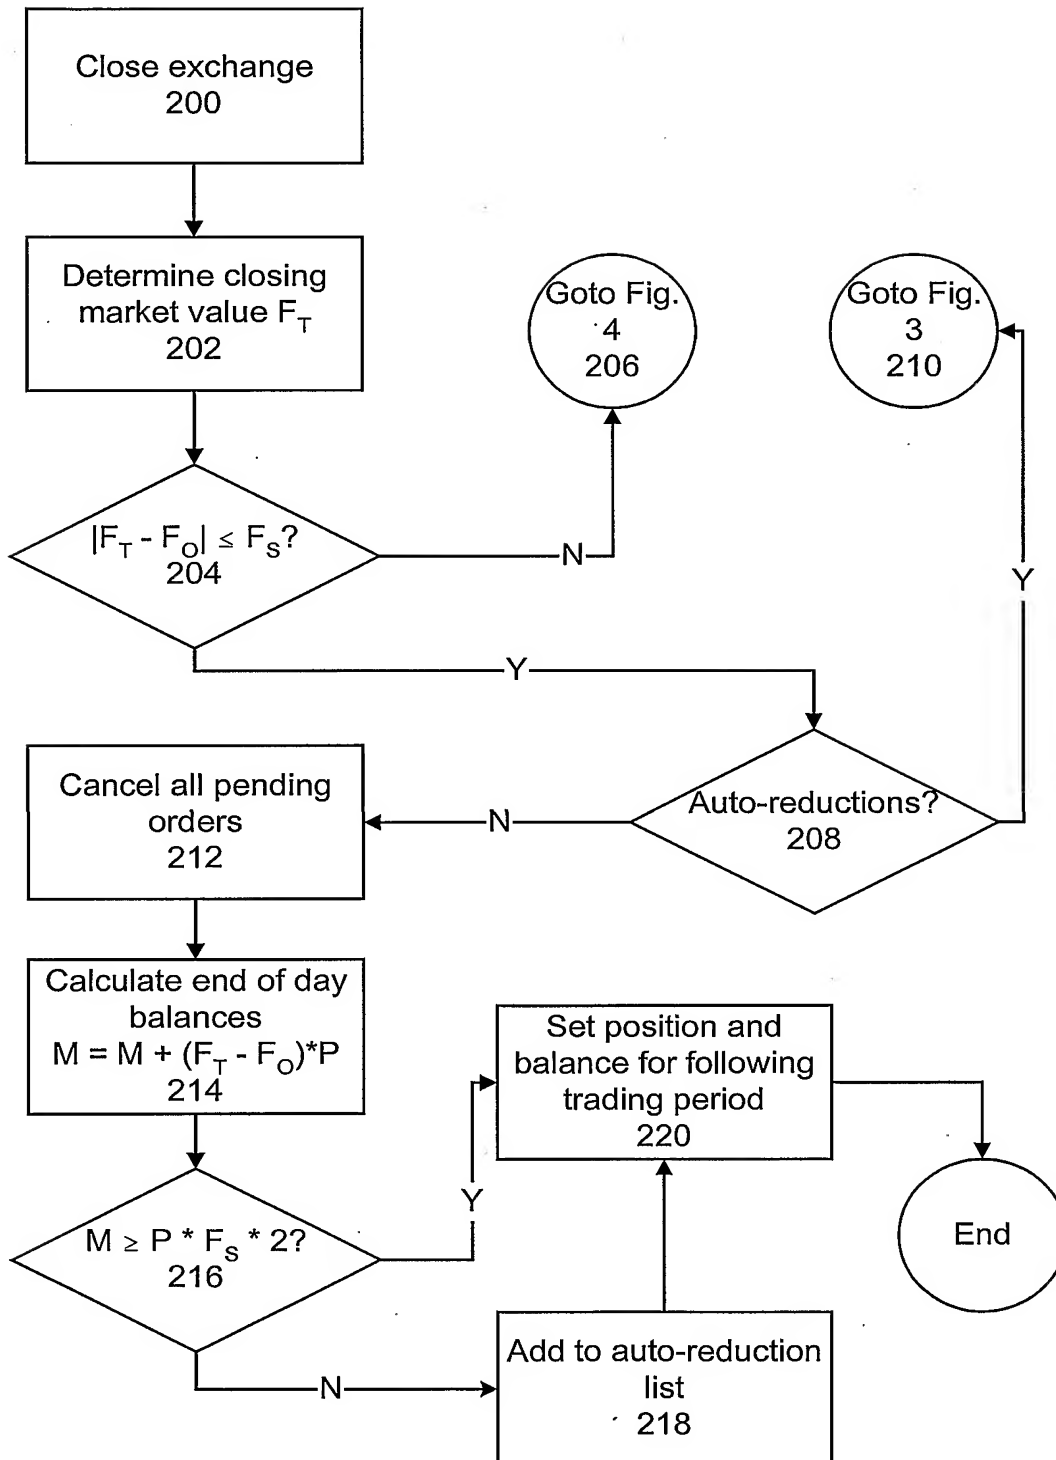 Close exchange
200
Determine closing
market value F_T
202
Goto Fig.
4
206
Goto Fig.
3
210
|F_T - F_O| ≤ F_S?
204
N
Y
Y
Auto-reductions?
208
N
Cancel all pending
orders
212
Calculate end of day
balances
M = M + (F_T - F_O)*P
214
Set position and
balance for following
trading period
220
Y
M ≥ P * F_S * 2?
216
End
N
Add to auto-reduction
list
218